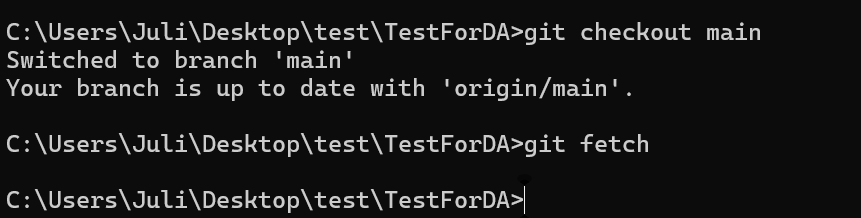 C:\Users\Juli\Desktop\test\TestForDA>git checkout main
Switched to branch 'main'
Your branch is up to date with 'origin/main'.
C:\Users\Juli\Desktop\test\TestForDA>git fetch
C:\Users\Juli\Desktop\test\TestForDA>